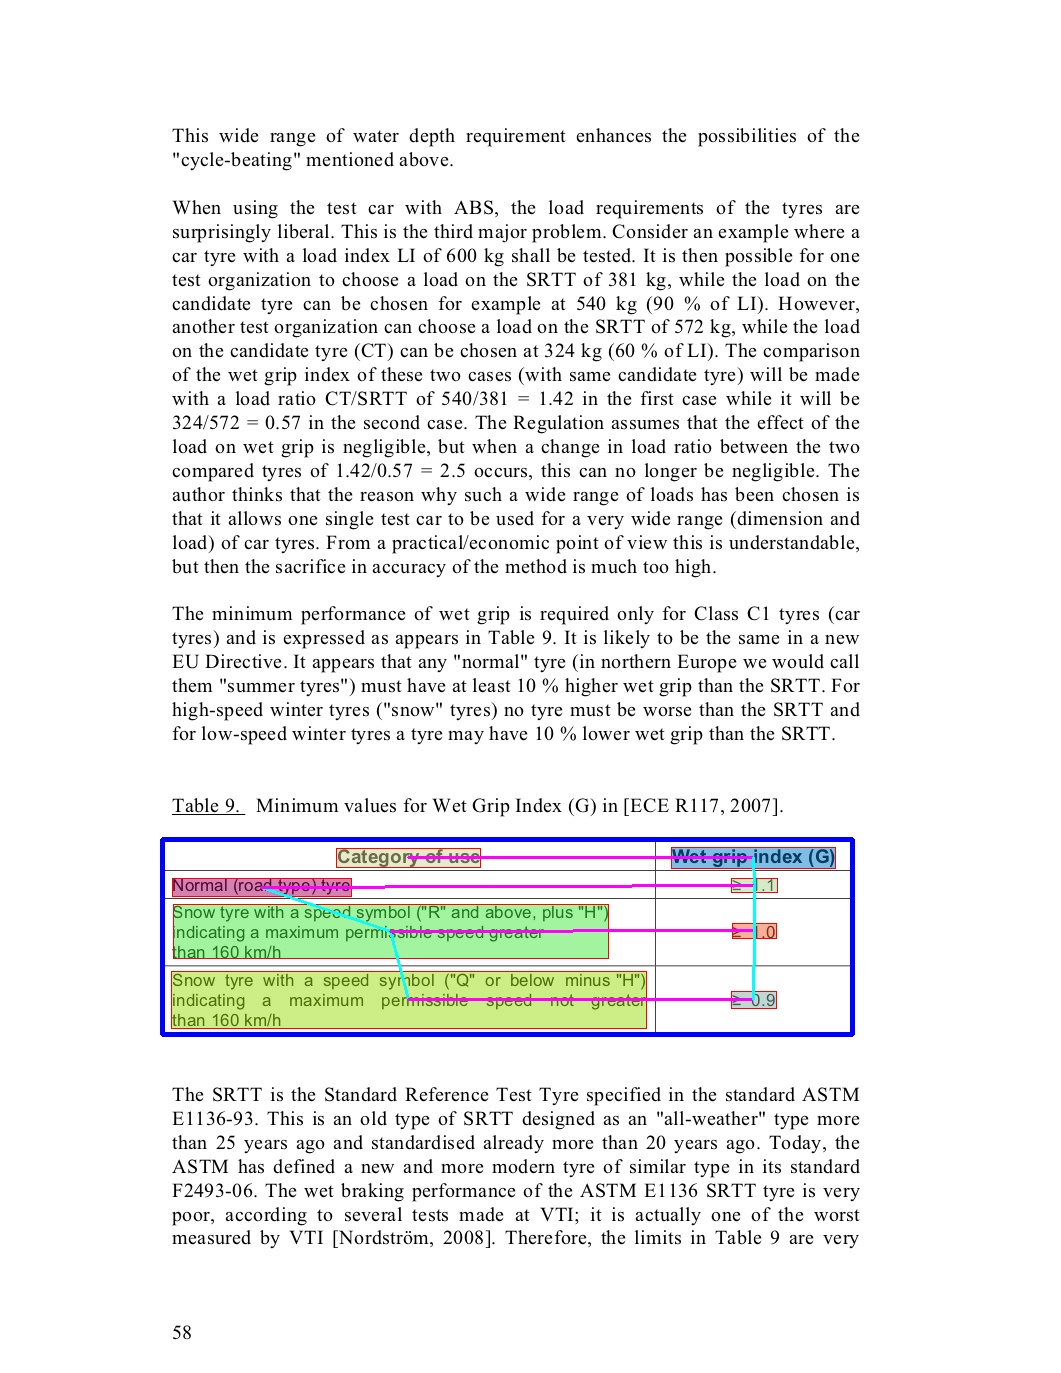 This wide range of water depth requirement enhances the possibilities of the
"cycle-beating" mentioned above.
When using the test car with ABS, the load requirements of the tyres are
surprisingly liberal. This is the third major problem. Consider an example where a
car tyre with a load index LI of 600 kg shall be tested. It is then possible for one
test organization to choose a load on the SRTT of 381 kg, while the load on the
candidate tyre can be chosen for example at 540 kg (90 % of LI). However,
another test organization can choose a load on the SRTT of 572 kg, while the load
on the candidate tyre (CT) can be chosen at 324 kg (60 % of LI). The comparison
of the wet grip index of these two cases (with same candidate tyre) will be made
with a load ratio CT/SRTT of 540/381 = 1.42 in the first case while it will be
324/572 = 0.57 in the second case. The Regulation assumes that the effect of the
load on wet grip is negligible, but when a change in load ratio between the two
compared tyres of 1.42/0.57 = 2.5 occurs, this can no longer be negligible. The
author thinks that the reason why such a wide range of loads has been chosen is
that it allows one single test car to be used for a very wide range (dimension and
load) of car tyres. From a practical/economic point of view this is understandable,
but then the sacrifice in accuracy of the method is much too high.
The minimum performance of wet grip is required only for Class C1 tyres (car
tyres) and is expressed as appears in Table 9. It is likely to be the same in a new
EU Directive. It appears that any "normal" tyre (in northern Europe we would call
them "summer tyres") must have at least 10 % higher wet grip than the SRTT. For
high-speed winter tyres ("snow" tyres) no tyre must be worse than the SRTT and
for low-speed winter tyres a tyre may have 10 % lower wet grip than the SRTT.
Table 9. Minimum values for Wet Grip Index (G) in [ECE R117, 2007].
Category of use Wet grip index (G)
Normal (road type) tyre ≥ 1.1
Snow tyre with a speed symbol ("R" and above, plus "H")
indicating a maximum permissible speed greater ≥ 1.0
than 160 km/h
Snow tyre with a speed symbol ("Q" or below minus "H")
indicating a maximum permissible speed not greater ≥ 0.9
than 160 km/h
The SRTT is the Standard Reference Test Tyre specified in the standard ASTM
E1136-93. This is an old type of SRTT designed as an "all-weather" type more
than 25 years ago and standardised already more than 20 years ago. Today, the
ASTM has defined a new and more modern tyre of similar type in its standard
F2493-06. The wet braking performance of the ASTM E1136 SRTT tyre is very
poor, according to several tests made at VTI; it is actually one of the worst
measured by VTI [Nordström, 2008]. Therefore, the limits in Table 9 are very
58